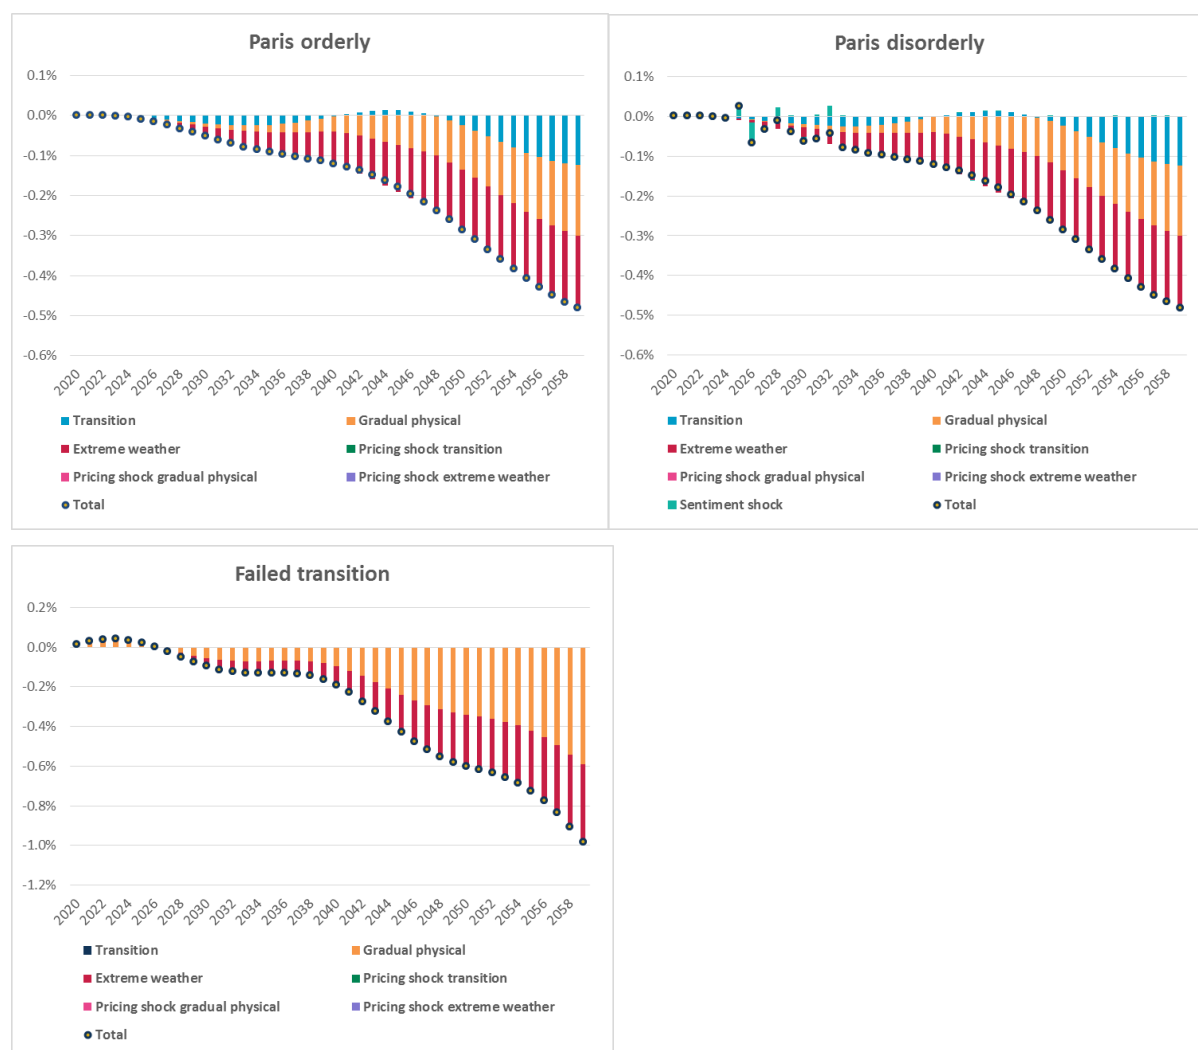 Paris orderly
0.1%
0.0%
-0.1%
-0.2%
-0.3%
-0.4%
-0.5%
-0.6%
2020 2022 2024 2026 2028 2030 2032 2034 2036 2038 2040 2042 2044 2046 2048 2050 2052 2054 2056 2058
Transition Gradual physical
Extreme weather Pricing shock transition
Pricing shock gradual physical Pricing shock extreme weather
Total
Paris disorderly
0.1%
0.0%
-0.1%
-0.2%
-0.3%
-0.4%
-0.5%
-0.6%
2020 2022 2024 2026 2028 2030 2032 2034 2036 2038 2040 2042 2044 2046 2048 2050 2052 2054 2056 2058
Transition Gradual physical
Extreme weather Pricing shock transition
Pricing shock gradual physical Pricing shock extreme weather
Sentiment shock Total
Failed transition
0.2%
0.0%
-0.2%
-0.4%
-0.6%
-0.8%
-1.0%
-1.2%
2020 2022 2024 2026 2028 2030 2032 2034 2036 2038 2040 2042 2044 2046 2048 2050 2052 2054 2056 2058
Transition Gradual physical
Extreme weather Pricing shock transition
Pricing shock gradual physical Pricing shock extreme weather
Total